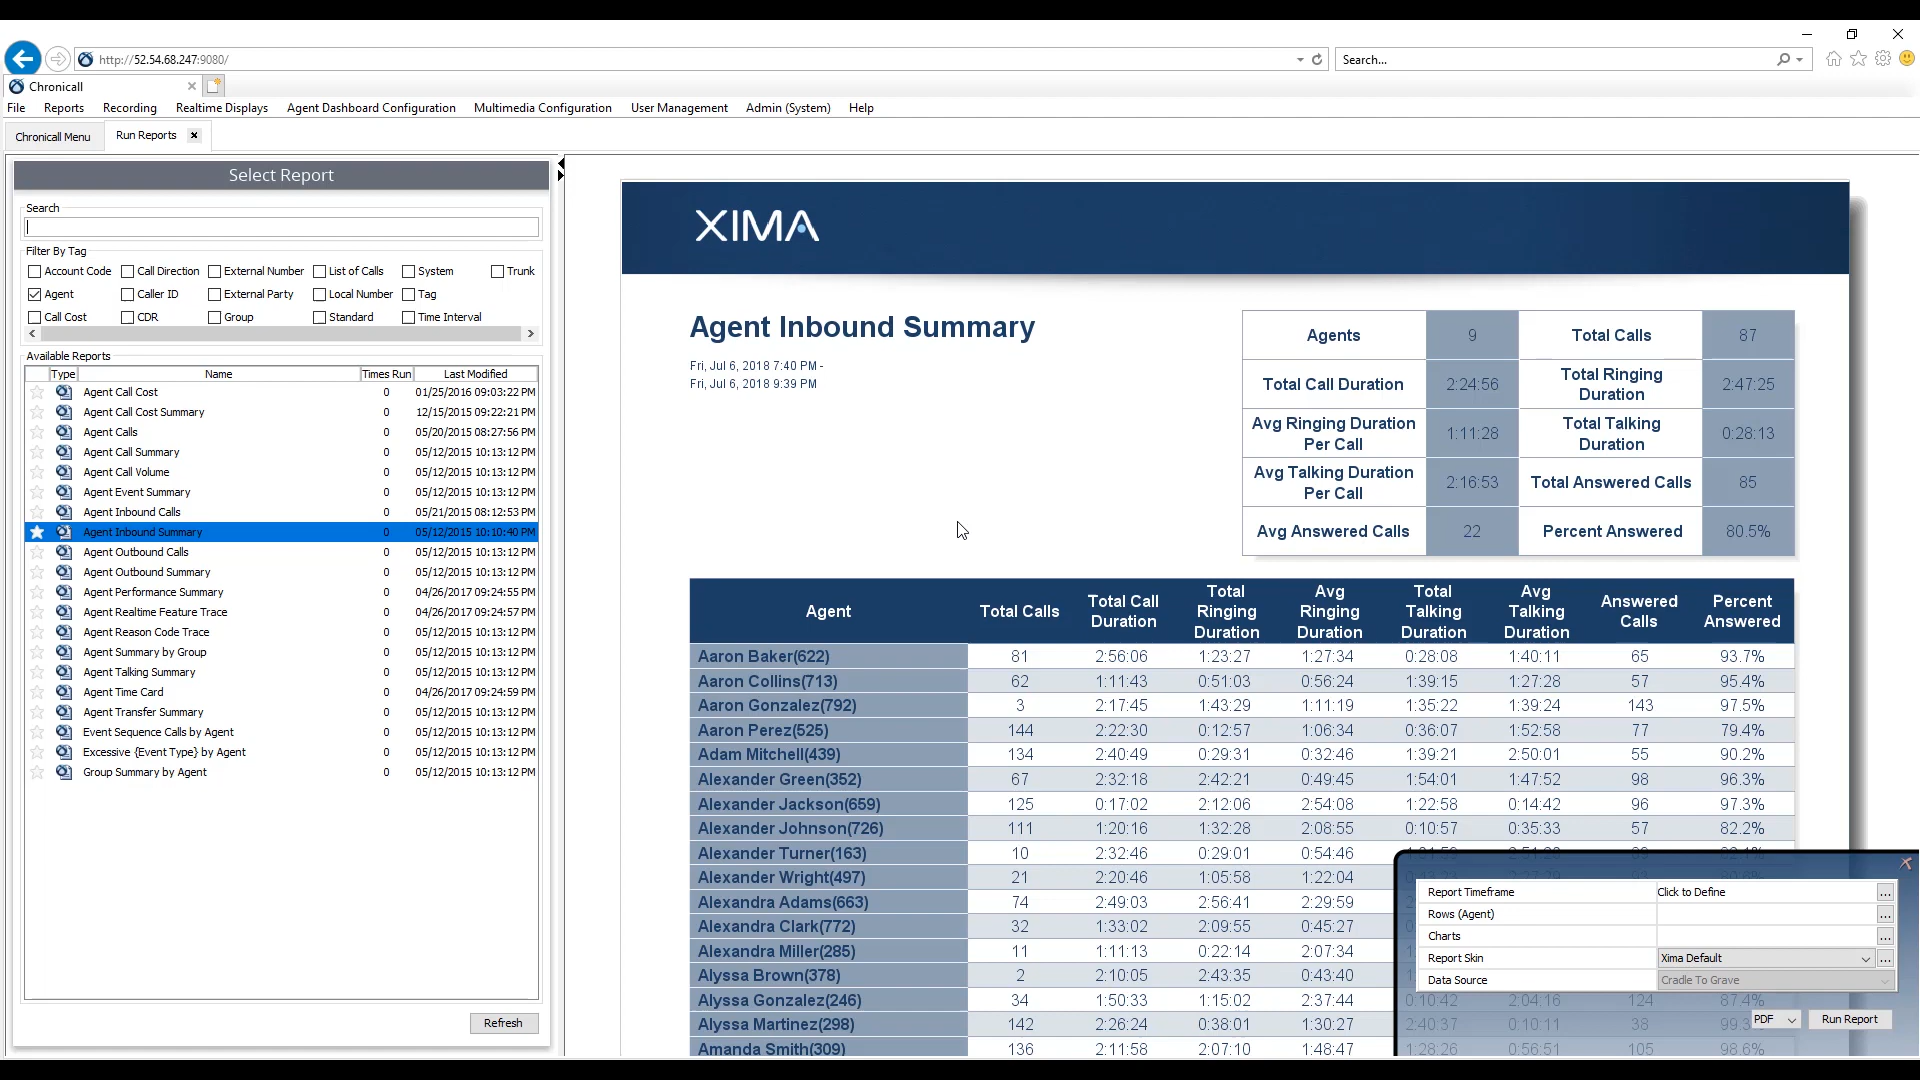 http://52.54.68.247:9080/
Search...
Chronicall
File Reports Recording Realtime Displays Agent Dashboard Configuration Multimedia Configuration User Management Admin (System) Help
Chronicall Menu Run Reports
Select Report
Search
Filter By Tag
Account Code Call Direction External Number List of Calls System Trunk
Agent Caller ID External Party Local Number Tag
Call Cost CDR Group Standard Time Interval
Available Reports
Type Name Times Run Last Modified
Agent Call Cost 0 01/25/2016 09:03:22 PM
Agent Call Cost Summary 0 12/15/2015 09:22:21 PM
Agent Calls 0 05/20/2015 08:27:56 PM
Agent Call Summary 0 05/12/2015 10:13:12 PM
Agent Call Volume 0 05/12/2015 10:13:12 PM
Agent Event Summary 0 05/12/2015 10:13:12 PM
Agent Inbound Calls 0 05/21/2015 08:12:53 PM
Agent Inbound Summary 0 05/12/2015 10:10:40 PM
Agent Outbound Calls 0 05/12/2015 10:13:12 PM
Agent Outbound Summary 0 05/12/2015 10:13:12 PM
Agent Performance Summary 0 04/26/2017 09:24:55 PM
Agent Realtime Feature Trace 0 04/26/2017 09:24:57 PM
Agent Reason Code Trace 0 05/12/2015 10:13:12 PM
Agent Summary by Group 0 05/12/2015 10:13:12 PM
Agent Talking Summary 0 05/12/2015 10:13:12 PM
Agent Time Card 0 04/26/2017 09:24:59 PM
Agent Transfer Summary 0 05/12/2015 10:13:12 PM
Event Sequence Calls by Agent 0 05/12/2015 10:13:12 PM
Excessive {Event Type} by Agent 0 05/12/2015 10:13:12 PM
Group Summary by Agent 0 05/12/2015 10:13:12 PM
Refresh
XIMA
Agent Inbound Summary
Fri, Jul 6, 2018 7:40 PM -
Fri, Jul 6, 2018 9:39 PM
Agents 9 Total Calls 87
Total Call Duration 2:24:56 Total Ringing Duration 2:47:25
Avg Ringing Duration Per Call 1:11:28 Total Talking Duration 0:28:13
Avg Talking Duration Per Call 2:16:53 Total Answered Calls 85
Avg Answered Calls 22 Percent Answered 80.5%
Agent Total Calls Total Call Duration Total Ringing Duration Avg Ringing Duration Total Talking Duration Avg Talking Duration Answered Calls Percent Answered
Aaron Baker(622) 81 2:56:06 1:23:27 1:27:34 0:28:08 1:40:11 65 93.7%
Aaron Collins(713) 62 1:11:43 0:51:03 0:56:24 1:39:15 1:27:28 57 95.4%
Aaron Gonzalez(792) 3 2:17:45 1:43:29 1:11:19 1:35:22 1:39:24 143 97.5%
Aaron Perez(525) 144 2:22:30 0:12:57 1:06:34 0:36:07 1:52:58 77 79.4%
Adam Mitchell(439) 134 2:40:49 0:29:31 0:32:46 1:39:21 2:50:01 55 90.2%
Alexander Green(352) 67 2:32:18 2:42:21 0:49:45 1:54:01 1:47:52 98 96.3%
Alexander Jackson(659) 125 0:17:02 2:12:06 2:54:08 1:22:58 0:14:42 96 97.3%
Alexander Johnson(726) 111 1:20:16 1:32:28 2:08:55 0:10:57 0:35:33 57 82.2%
Alexander Turner(163) 10 2:32:46 0:29:01 0:54:46
Alexander Wright(497) 21 2:20:46 1:05:58 1:22:04
Alexandra Adams(663) 74 2:49:03 2:56:41 2:29:59
Alexandra Clark(772) 32 1:33:02 2:09:55 0:45:27
Alexandra Miller(285) 11 1:11:13 0:22:14 2:07:34
Alyssa Brown(378) 2 2:10:05 2:43:35 0:43:40
Alyssa Gonzalez(246) 34 1:50:33 1:15:02 2:37:44 0:10:42 2:04:16 124 87.4%
Alyssa Martinez(298) 142 2:26:24 0:38:01 1:30:27 2:40:37 0:10:11 38
Amanda Smith(309) 136 2:11:58 2:07:10 1:48:47 1:28:26 0:56:51 105 98.6%
Report Timeframe Click to Define ...
Rows (Agent) ...
Charts ...
Report Skin Xima Default ...
Data Source Cradle To Grave
PDF Run Report